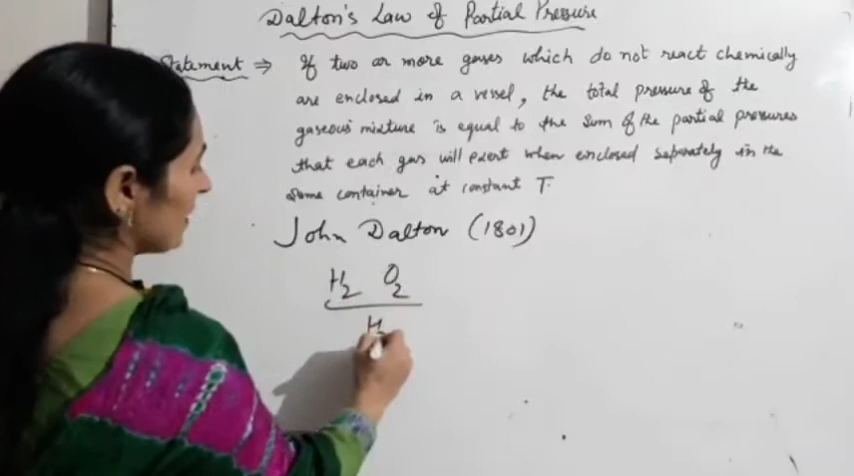 Dalton's Law of Partial Pressure
Statement ⇒ If two or more gases which do not react chemically
are enclosed in a vessel, the total pressure of the
gaseous mixture is equal to the sum of the partial pressures
that each gas will exert when enclosed separately in the
same container at constant T.
John Dalton (1801)
H₂ O₂
H